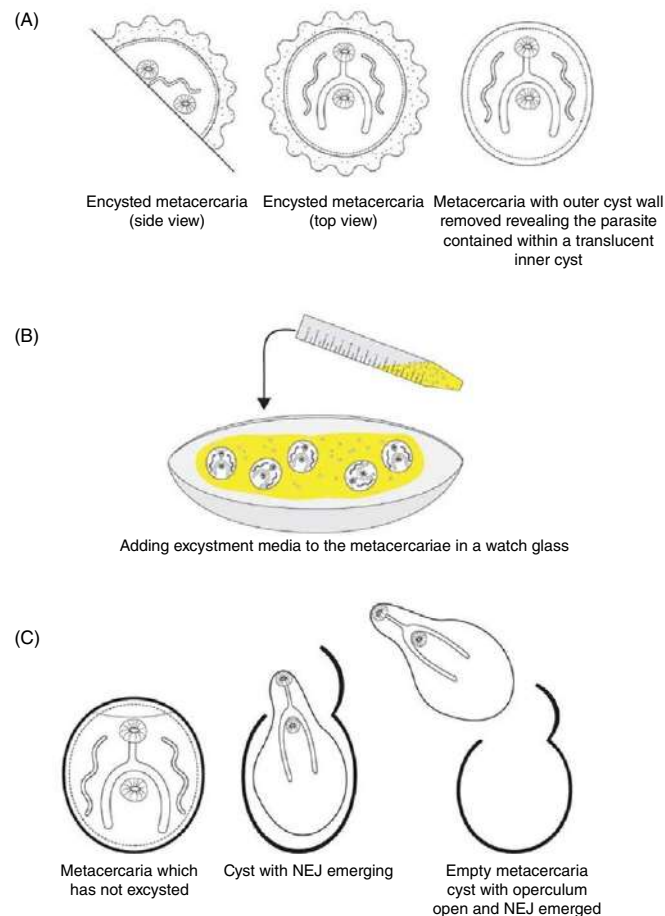 (A)
Encysted metacercaria
(side view)
Encysted metacercaria
(top view)
Metacercaria with outer cyst wall
removed revealing the parasite
contained within a translucent
inner cyst
(B)
Adding excystment media to the metacercariae in a watch glass
(C)
Metacercaria which
has not excysted
Cyst with NEJ emerging
Empty metacercaria
cyst with operculum
open and NEJ emerged